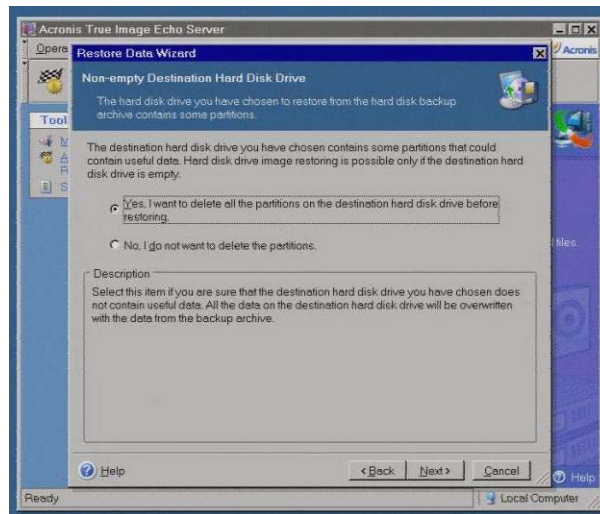 Acronis True Image Echo Server
Opera
Acronis
Restore Data Wizard
Non-empty Destination Hard Disk Drive
The hard disk drive you have chosen to restore from the hard disk backup
archive contains some partitions.
Tool
M
A
R
S
The destination hard disk drive you have chosen contains some partitions that could
contain useful data. Hard disk drive image restoring is possible only if the destination hard
disk drive is empty.
Yes, I want to delete all the partitions on the destination hard disk drive before
restoring.
No, I do not want to delete the partitions.
files.
Description
Select this item if you are sure that the destination hard disk drive you have chosen does
not contain useful data. All the data on the destination hard disk drive will be overwritten
with the data from the backup archive.
Help
< Back
Next >
Cancel
Help
Ready
Local Computer